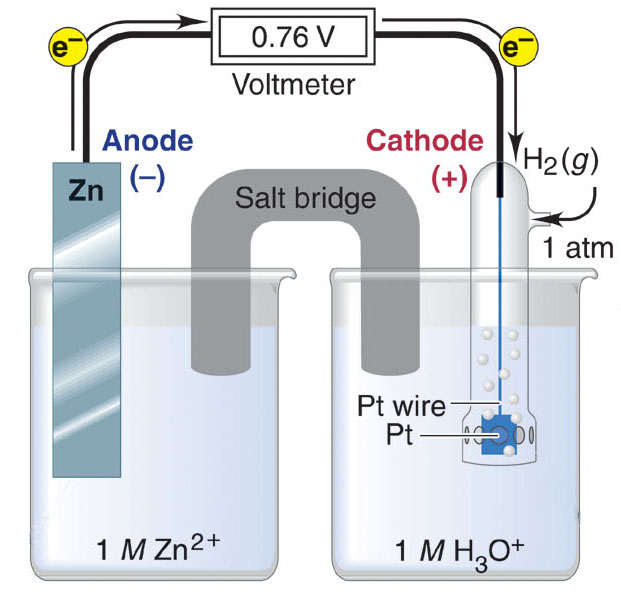 e⁻
0.76 V
e⁻
Voltmeter
Anode
(–)
Cathode
(+)
H₂(g)
Zn
Salt bridge
1 atm
Pt wire
Pt
1 M Zn²⁺
1 M H₃O⁺